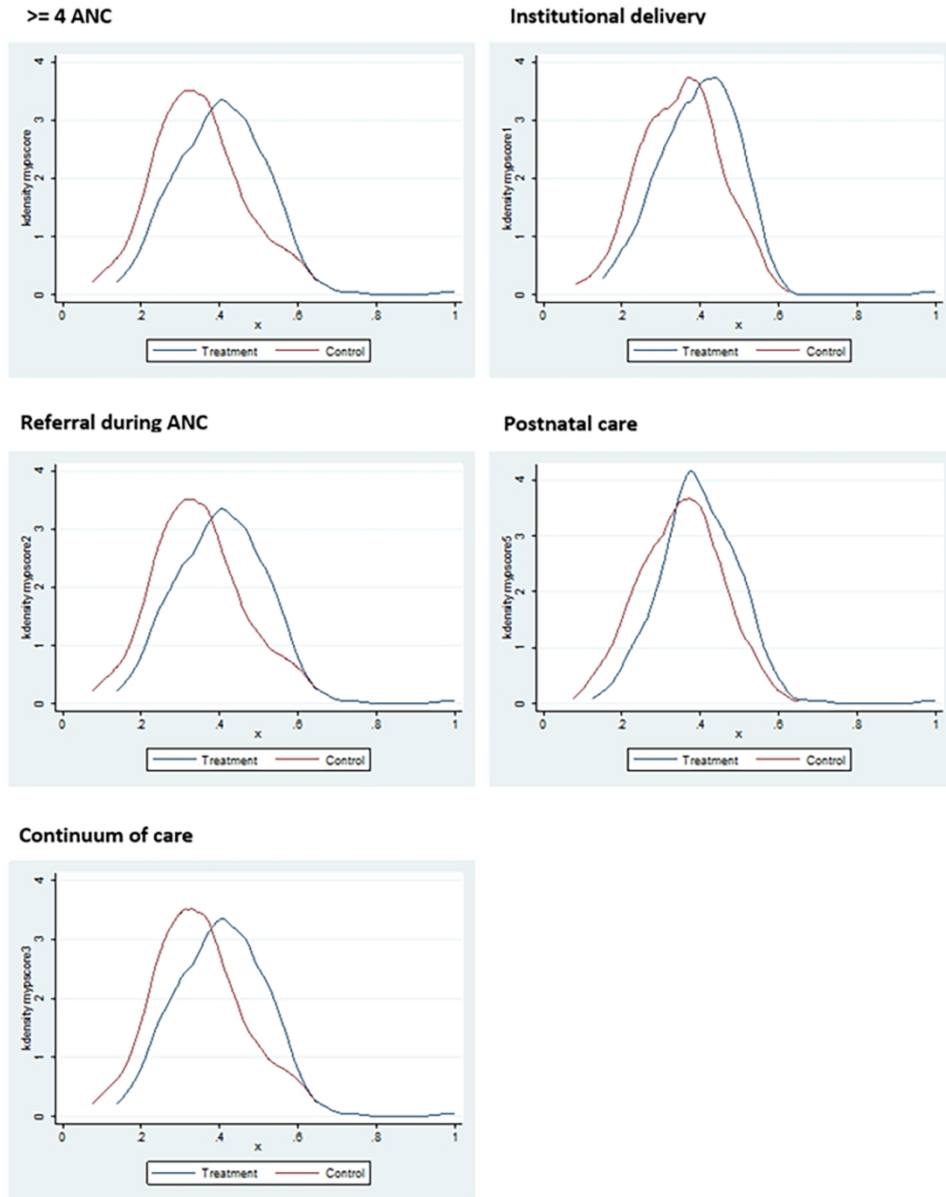 >= 4 ANC
kdensity mypscore
4
3
2
1
0
0 .2 .4 .6 .8 1
x
Treatment Control
Institutional delivery
kdensity mypscore1
4
3
2
1
0
0 .2 .4 .6 .8 1
x
Treatment Control
Referral during ANC
kdensity mypscore2
4
3
2
1
0
0 .2 .4 .6 .8 1
x
Treatment Control
Postnatal care
kdensity mypscore5
4
3
2
1
0
0 .2 .4 .6 .8 1
x
Treatment Control
Continuum of care
kdensity mypscore3
4
3
2
1
0
0 .2 .4 .6 .8 1
x
Treatment Control